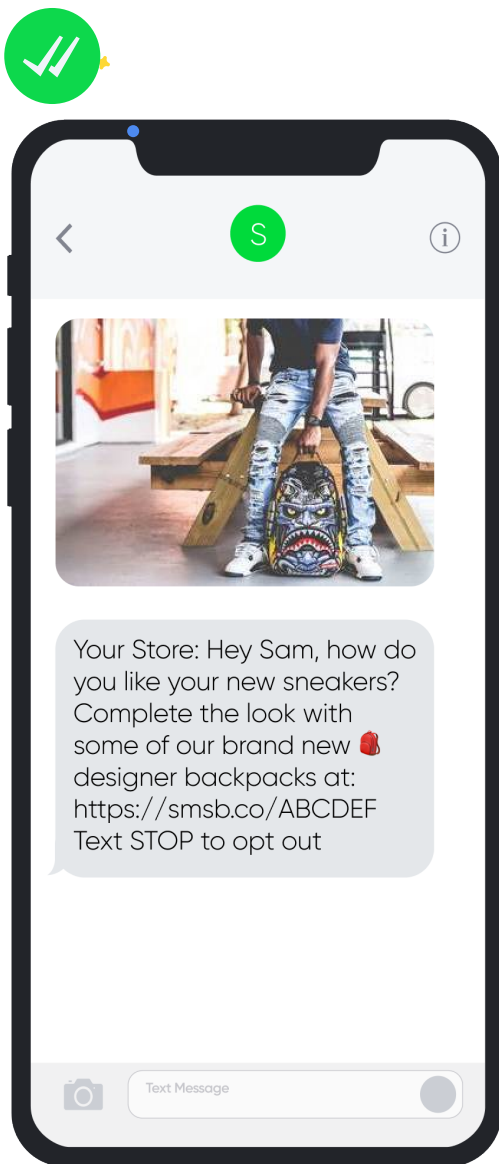 S
i
Your Store: Hey Sam, how do
you like your new sneakers?
Complete the look with
some of our brand new 🎒
designer backpacks at:
https://smsb.co/ABCDEF
Text STOP to opt out
Text Message